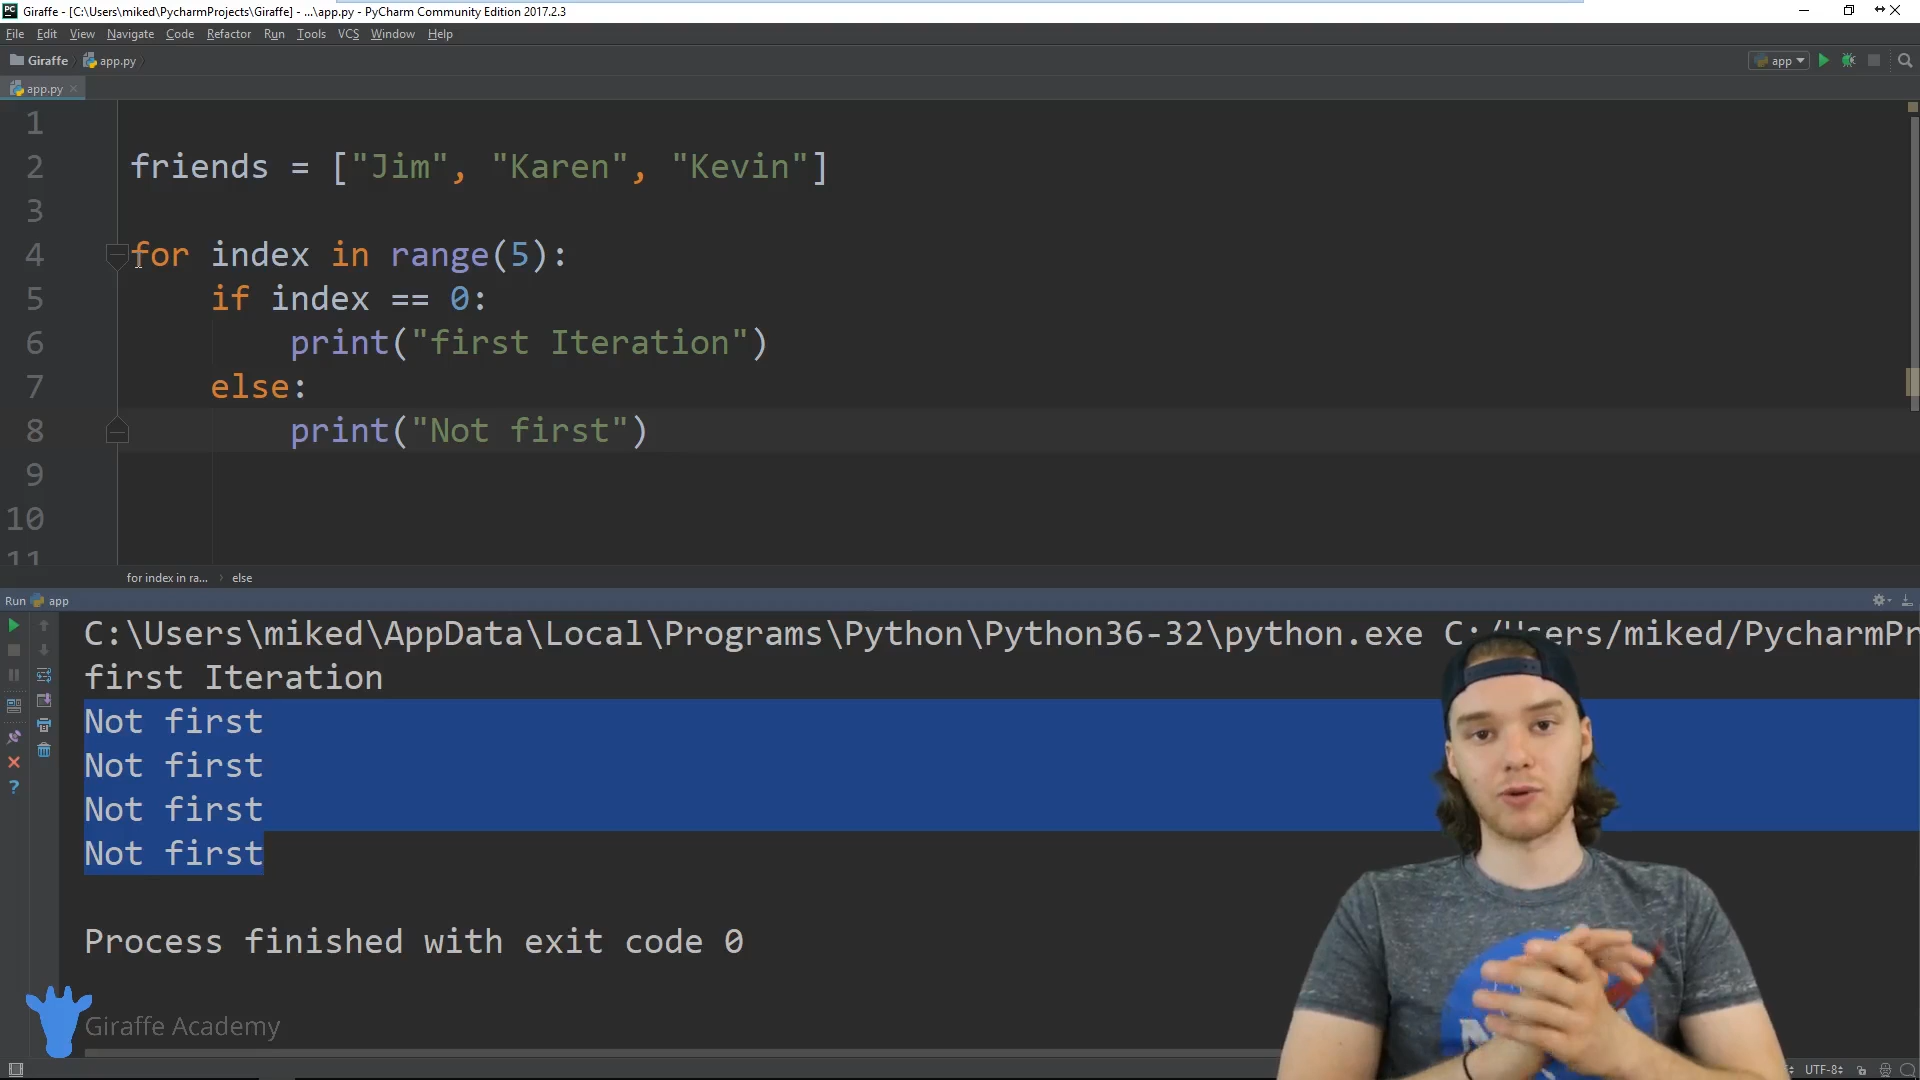 Giraffe - [C:\Users\miked\PycharmProjects\Giraffe] - ...\app.py - PyCharm Community Edition 2017.2.3
File Edit View Navigate Code Refactor Run Tools VCS Window Help
Giraffe app.py app
app.py
1
2 friends = ["Jim", "Karen", "Kevin"]
3
4 for index in range(5):
5 if index == 0:
6 print("first Iteration")
7 else:
8 print("Not first")
9
10
11
for index in ra... else
Run app
C:\Users\miked\AppData\Local\Programs\Python\Python36-32\python.exe C:/Users/miked/PycharmPr
first Iteration
Not first
Not first
Not first
Not first
Process finished with exit code 0
Giraffe Academy
UTF-8